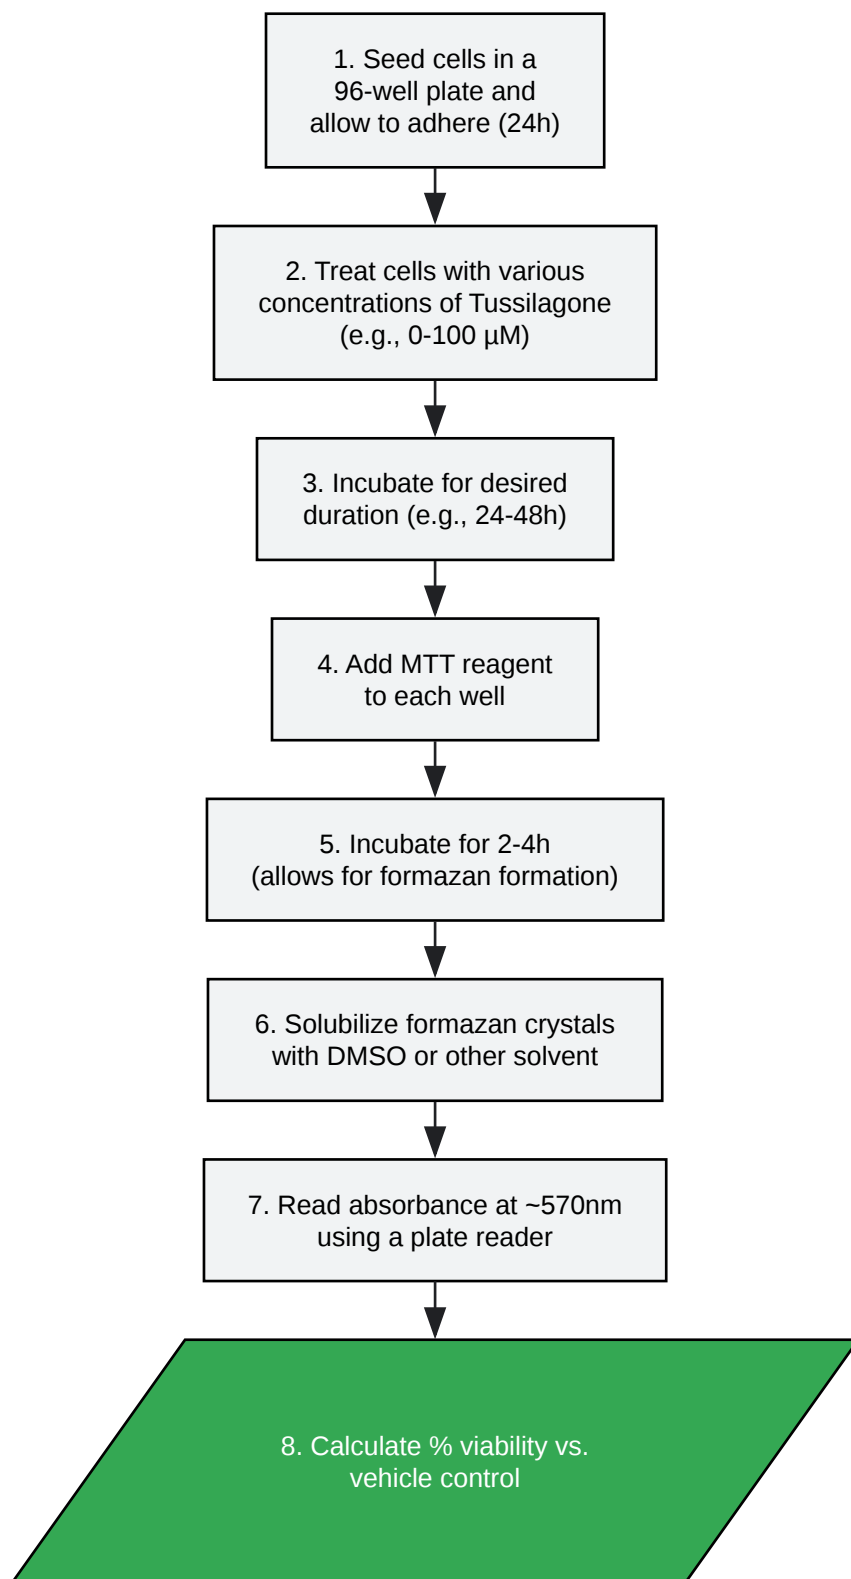 1. Seed cells in a
96-well plate and
allow to adhere (24h)
2. Treat cells with various
concentrations of Tussilagone
(e.g., 0-100 µM)
3. Incubate for desired
duration (e.g., 24-48h)
4. Add MTT reagent
to each well
5. Incubate for 2-4h
(allows for formazan formation)
6. Solubilize formazan crystals
with DMSO or other solvent
7. Read absorbance at ~570nm
using a plate reader
8. Calculate % viability vs.
vehicle control